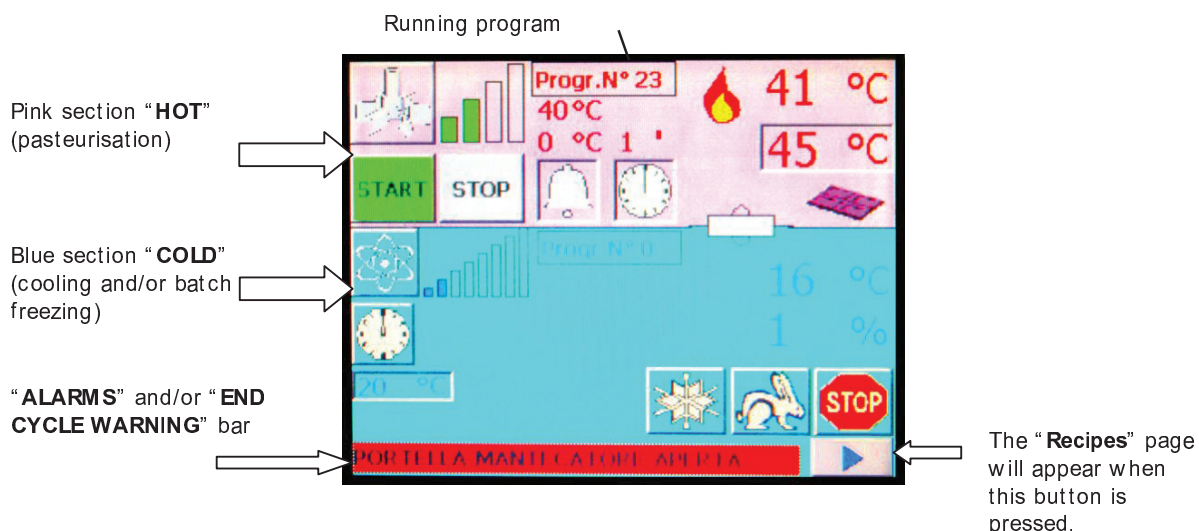 Running program
Pink section “HOT”
(pasteurisation)
Progr.N° 23
40 °C
0 °C 1 '
41 °C
45 °C
START STOP
Blue section “COLD”
(cooling and/or batch
freezing)
Progr.N° 0
16 °C
1 %
20 °C
STOP
“ALARMS” and/or “END
CYCLE WARNING” bar
PORTELLA MANTECATORE APERTA
The “Recipes” page
will appear when
this button is
pressed.